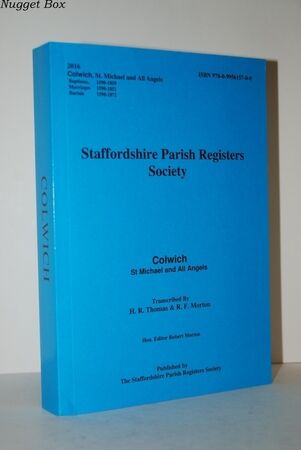 Nugget Box
2016
Colwich, St. Michael and All Angels
ISBN 978-0-9956157-0-0
Baptisms, 1590-1859
Marriages 1590-1851
Burials 1590-1872
Staffordshire Parish Registers
Society
Colwich
St Michael and All Angels
Transcribed By
H. R. Thomas & R. F. Morton
Hon. Editor Robert Morton
Published by
The Staffordshire Parish Registers Society
COLWICH